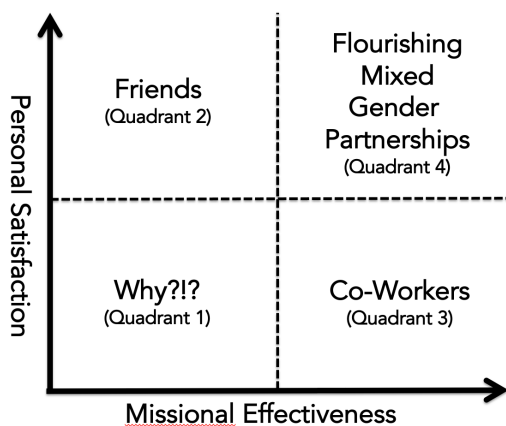 Personal Satisfaction
Friends
(Quadrant 2)
Flourishing
Mixed
Gender
Partnerships
(Quadrant 4)
Why?!?
(Quadrant 1)
Co-Workers
(Quadrant 3)
Missional Effectiveness